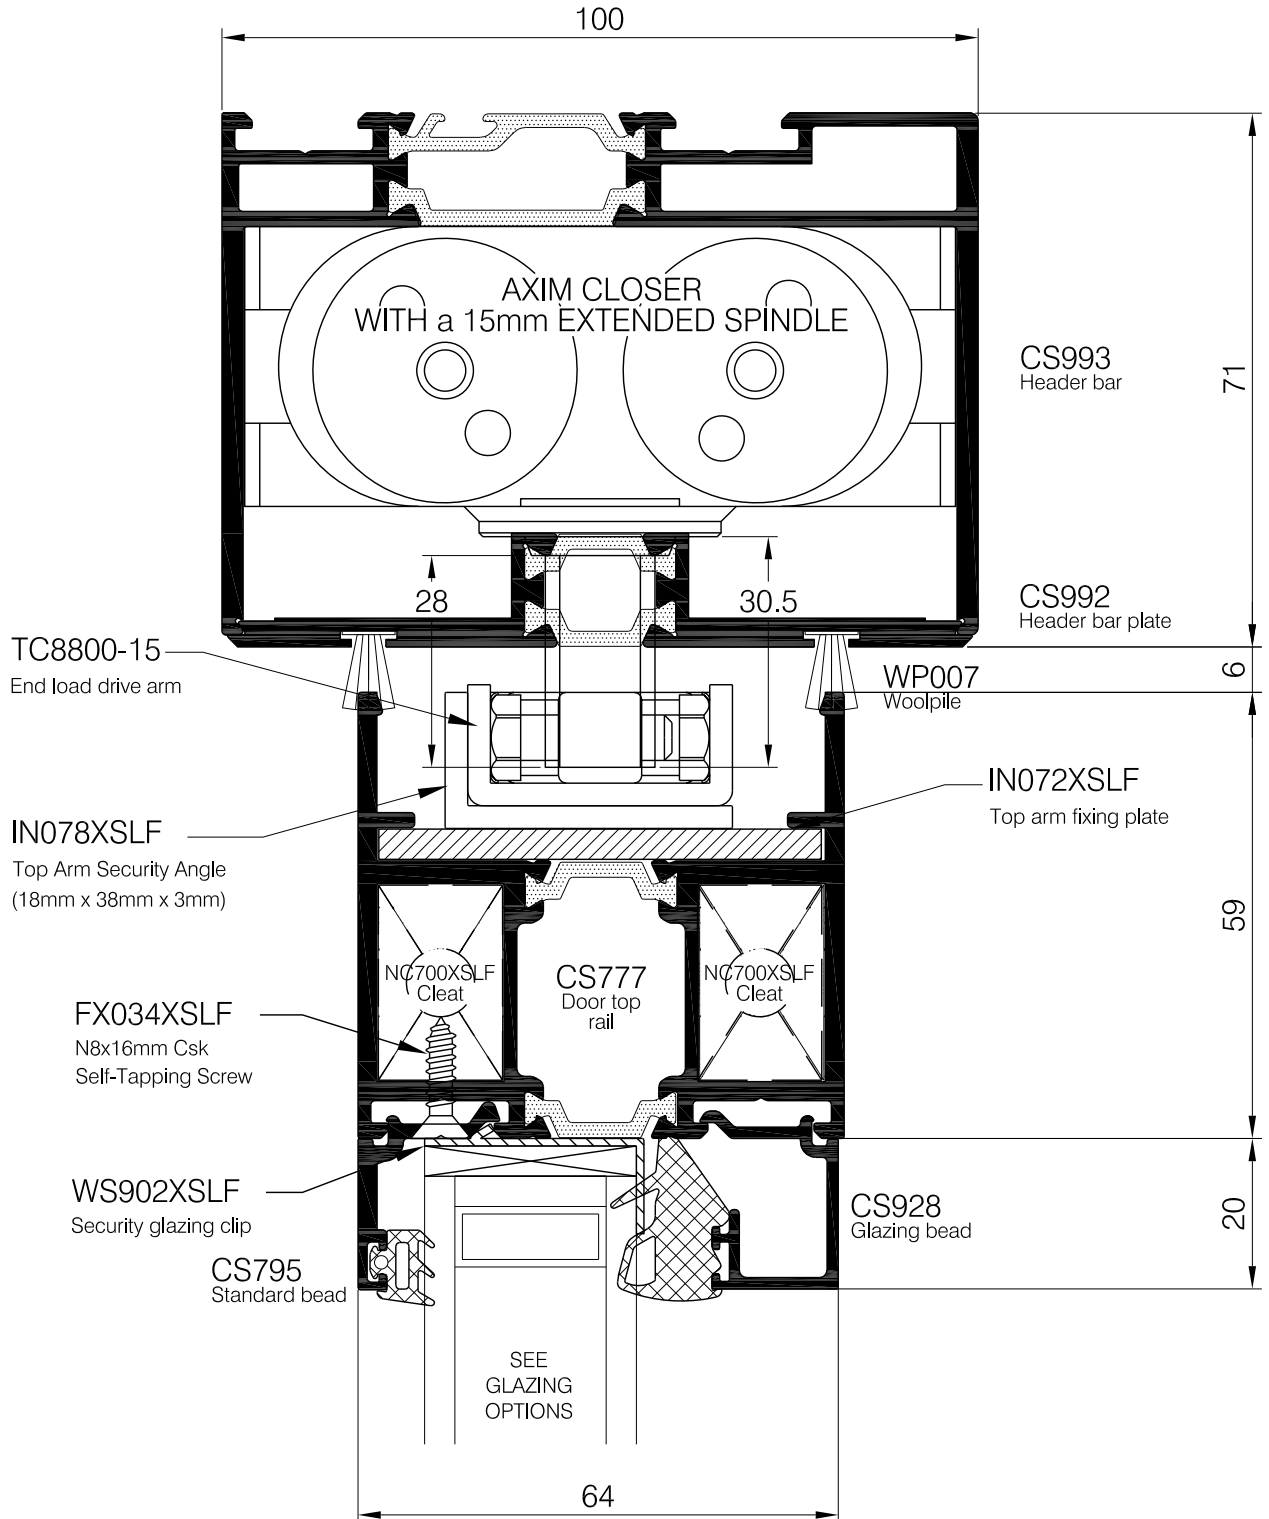 100
AXIM CLOSER
WITH a 15mm EXTENDED SPINDLE
CS993
Header bar
71
28
30.5
CS992
Header bar plate
TC8800-15
End load drive arm
6
WP007
Woolpile
IN072XSLF
Top arm fixing plate
IN078XSLF
Top Arm Security Angle
(18mm x 38mm x 3mm)
59
NC700XSLF
Cleat
CS777
Door top
rail
NC700XSLF
Cleat
FX034XSLF
N8x16mm Csk
Self-Tapping Screw
WS902XSLF
Security glazing clip
CS928
Glazing bead
20
CS795
Standard bead
SEE
GLAZING
OPTIONS
64